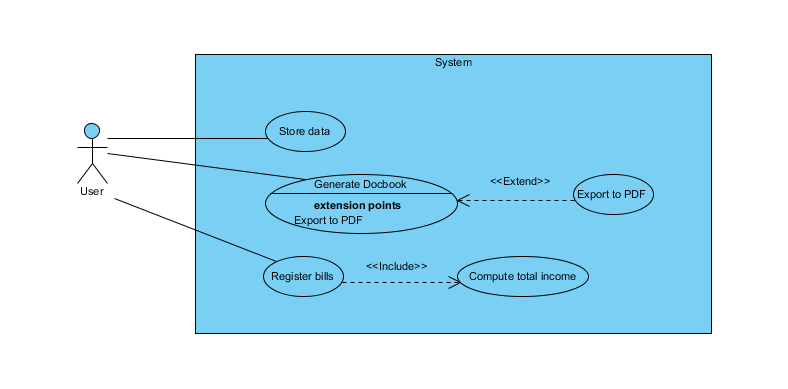 System
Store data
User
Generate Docbook
extension points
Export to PDF
<<Extend>>
Export to PDF
Register bills
<<Include>>
Compute total income